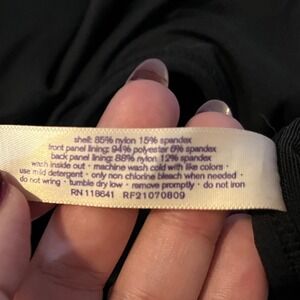 shell: 85% nylon 15% spandex
front panel lining: 94% polyester 6% spandex
back panel lining: 88% nylon 12% spandex
wash inside out · machine wash cold with like colors ·
use mild detergent · only non chlorine bleach when needed ·
do not wring · tumble dry low · remove promptly · do not iron
RN 118641 RF21070809